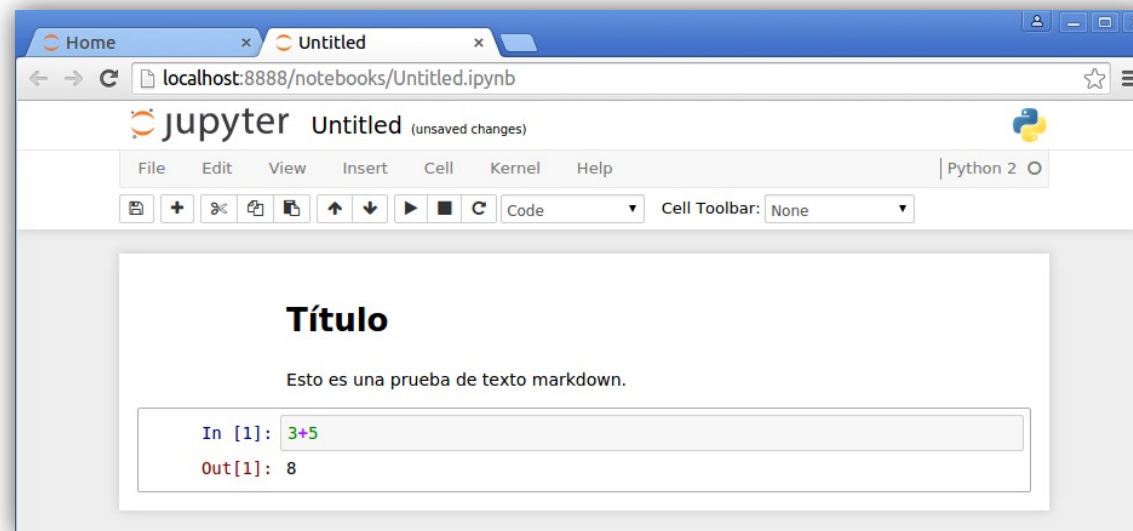 Home × Untitled ×
localhost:8888/notebooks/Untitled.ipynb
jupyter Untitled (unsaved changes)
File Edit View Insert Cell Kernel Help Python 2
Code Cell Toolbar: None
Título
Esto es una prueba de texto markdown.
In [1]: 3+5
Out[1]: 8